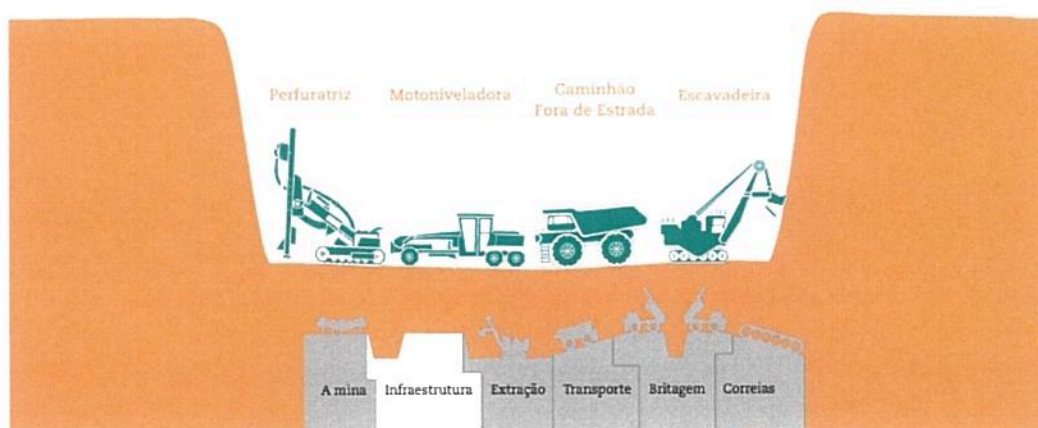 Perfuratriz
Motoniveladora
Caminhão
Fora de Estrada
Escavadeira
A mina
Infraestrutura
Extração
Transporte
Britagem
Correias